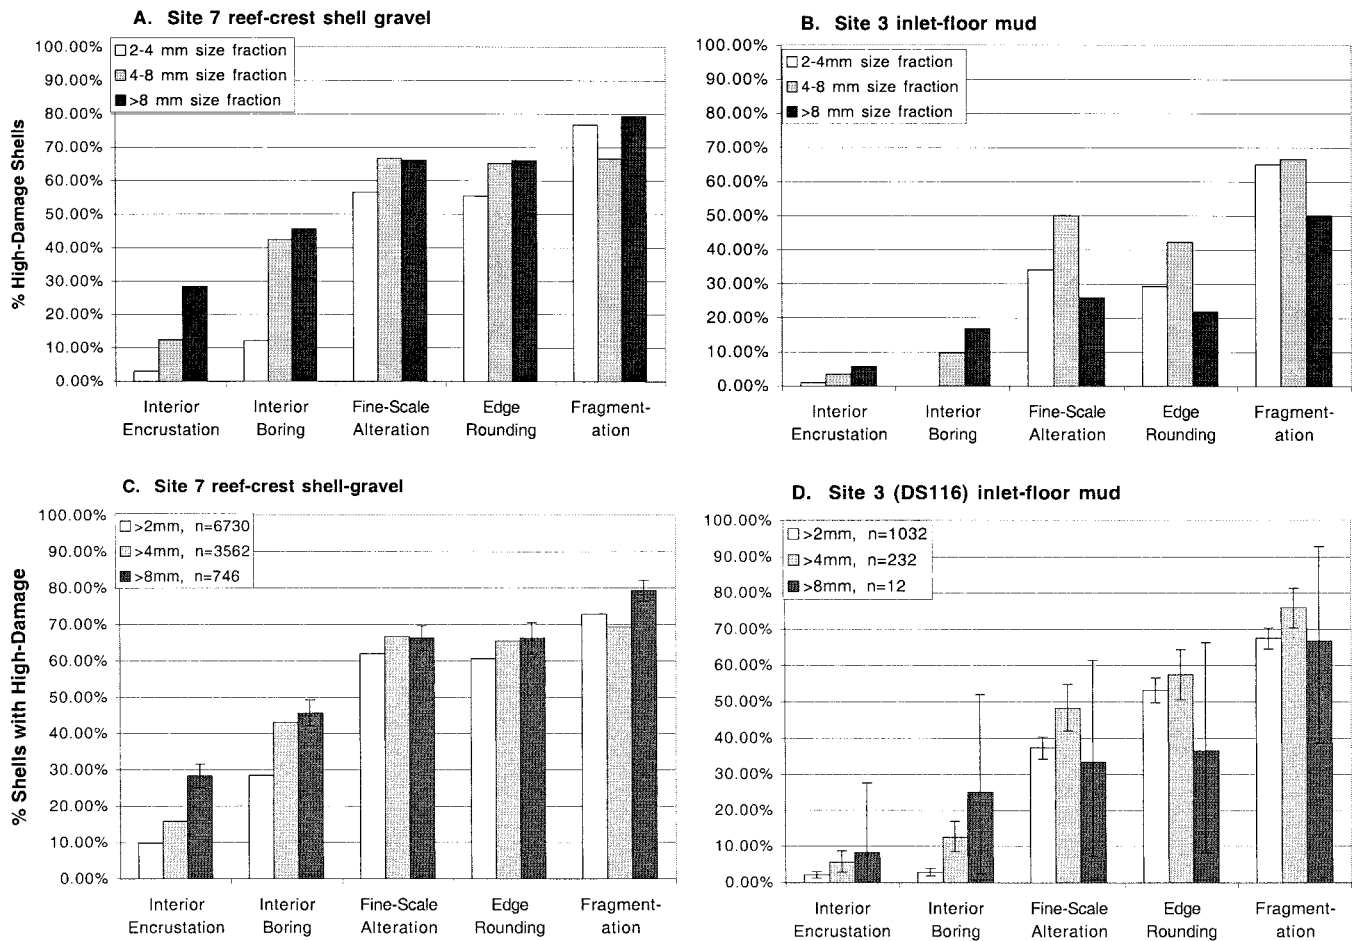 A. Site 7 reef-crest shell gravel
% High-Damage Shells
100.00%
90.00%
80.00%
70.00%
60.00%
50.00%
40.00%
30.00%
20.00%
10.00%
0.00%
2-4 mm size fraction
4-8 mm size fraction
>8 mm size fraction
Interior Encrustation
Interior Boring
Fine-Scale Alteration
Edge Rounding
Fragment-ation
B. Site 3 inlet-floor mud
100.00%
90.00%
80.00%
70.00%
60.00%
50.00%
40.00%
30.00%
20.00%
10.00%
0.00%
2-4mm size fraction
4-8 mm size fraction
>8 mm size fraction
Interior Encrustation
Interior Boring
Fine-Scale Alteration
Edge Rounding
Fragment-ation
C. Site 7 reef-crest shell-gravel
% Shells with High-Damage
100.00%
90.00%
80.00%
70.00%
60.00%
50.00%
40.00%
30.00%
20.00%
10.00%
0.00%
>2mm, n=6730
>4mm, n=3562
>8mm, n=746
Interior Encrustation
Interior Boring
Fine-Scale Alteration
Edge Rounding
Fragment-ation
D. Site 3 (DS116) inlet-floor mud
100.00%
90.00%
80.00%
70.00%
60.00%
50.00%
40.00%
30.00%
20.00%
10.00%
0.00%
>2mm, n=1032
>4mm, n=232
>8mm, n=12
Interior Encrustation
Interior Boring
Fine-Scale Alteration
Edge Rounding
Fragment-ation